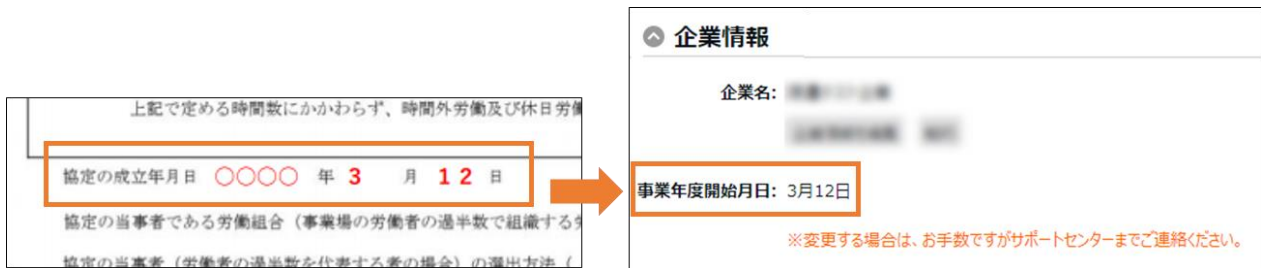 上記で定める時間数にかかわらず、時間外労働及び休日労働
協定の成立年月日 ○○○○ 年 3 月 12 日
協定の当事者である労働組合（事業場の労働者の過半数で組織する
協定の当事者（労働者の過半数を代表する者の場合）の選出方法（
企業情報
企業名:
事業年度開始月日: 3月12日
※変更する場合は、お手数ですがサポートセンターまでご連絡ください。